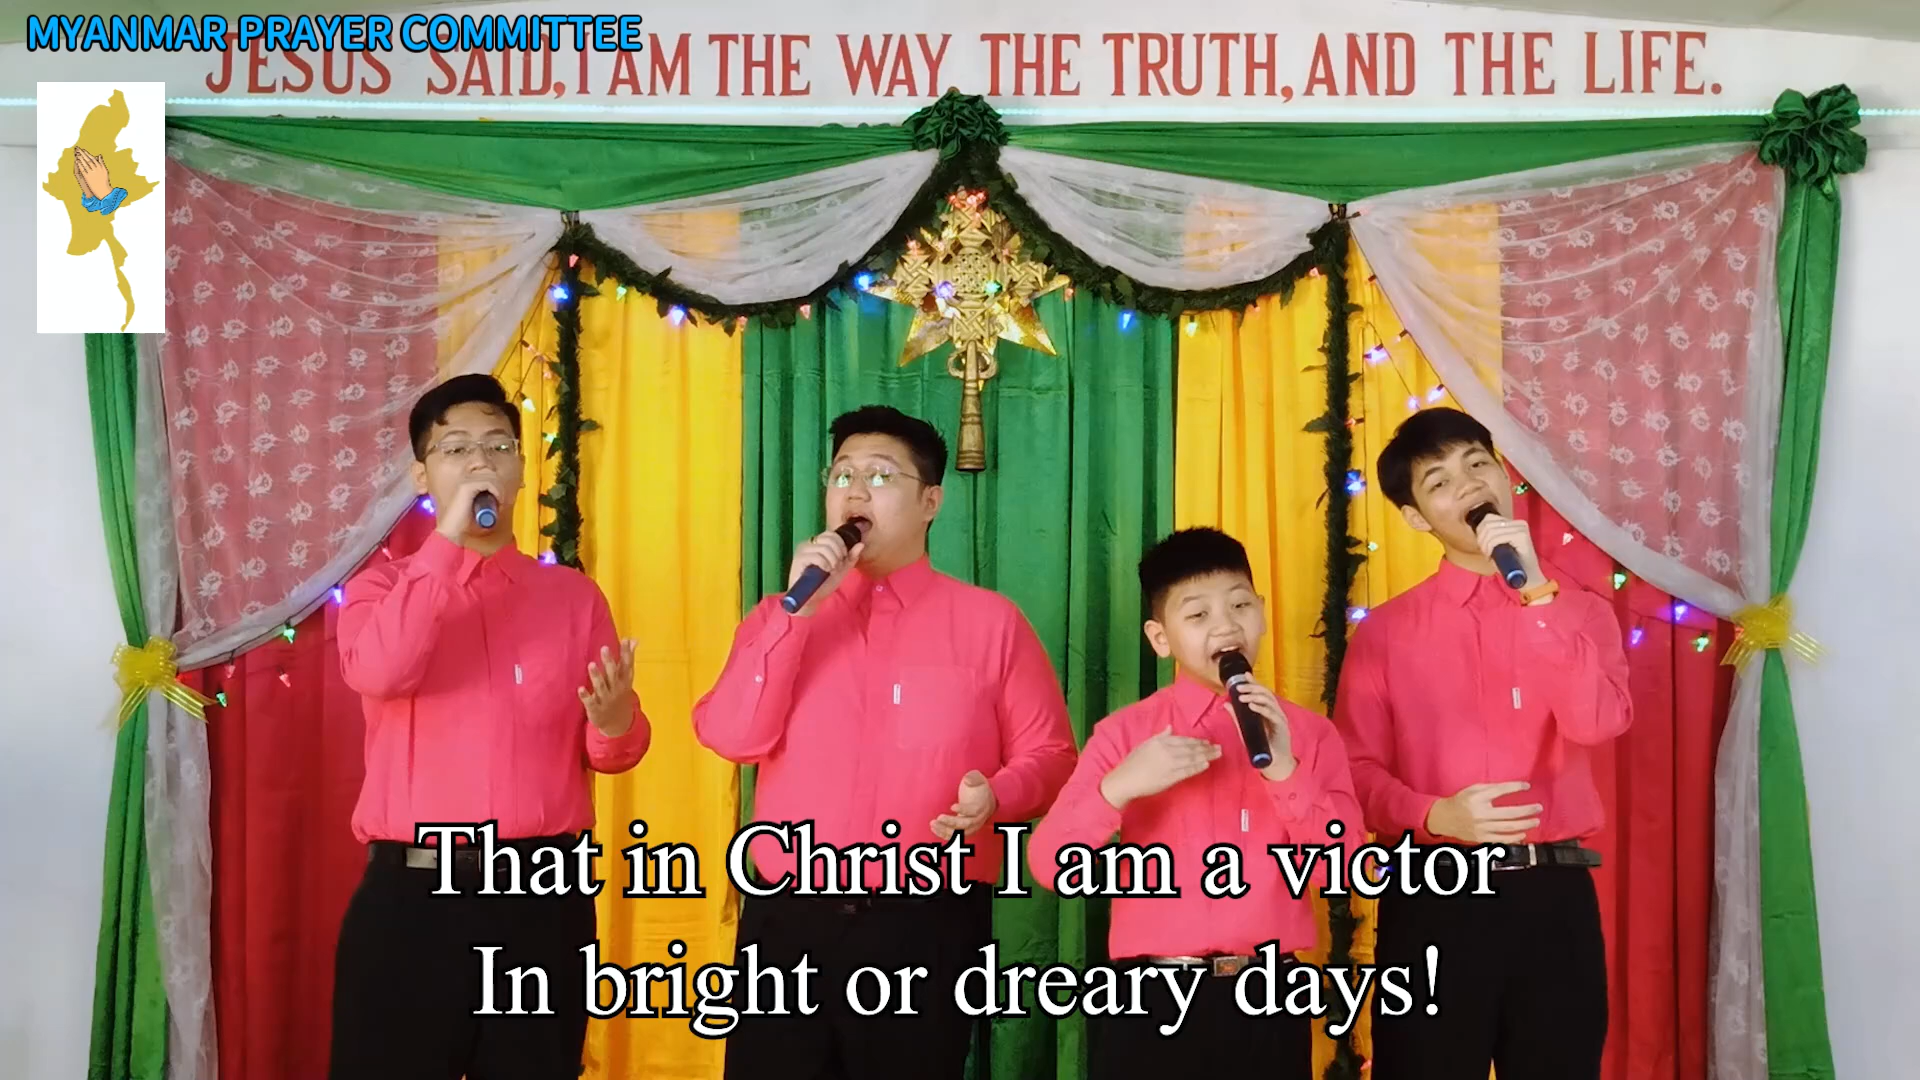 MYANMAR PRAYER COMMITTEE
JESUS SAID, I AM THE WAY, THE TRUTH, AND THE LIFE.
That in Christ I am a victor
In bright or dreary days!